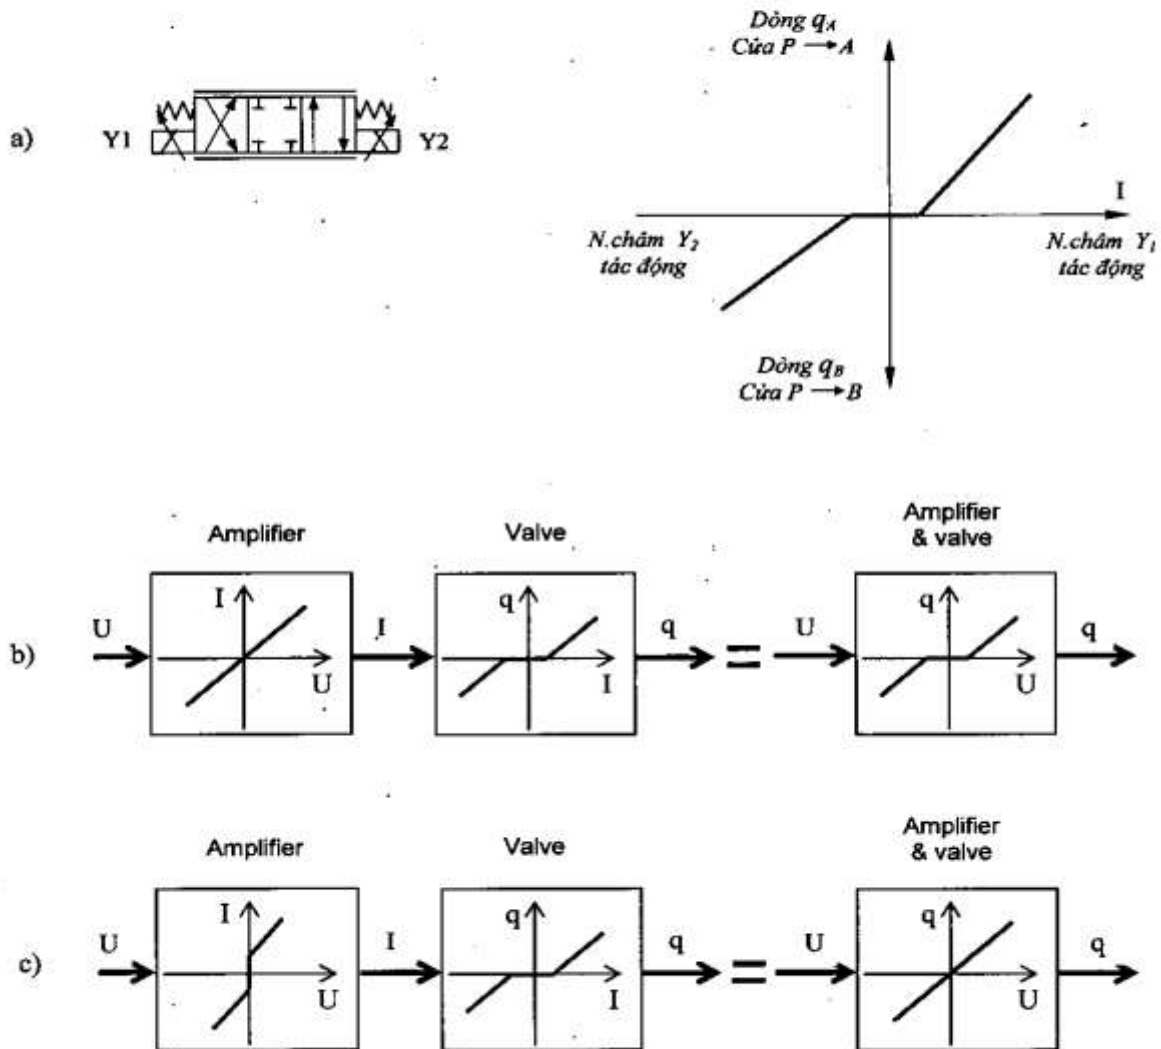 Dòng qA
Cửa P → A
a)
Y1
Y2
I
N.châm Y2
tác động
N.châm Y1
tác động
Dòng qB
Cửa P → B
Amplifier
Valve
Amplifier
& valve
b)
U
I
U
I
q
I
q
=
U
q
U
q
Amplifier
Valve
Amplifier
& valve
c)
U
I
U
I
q
I
q
=
U
q
U
q